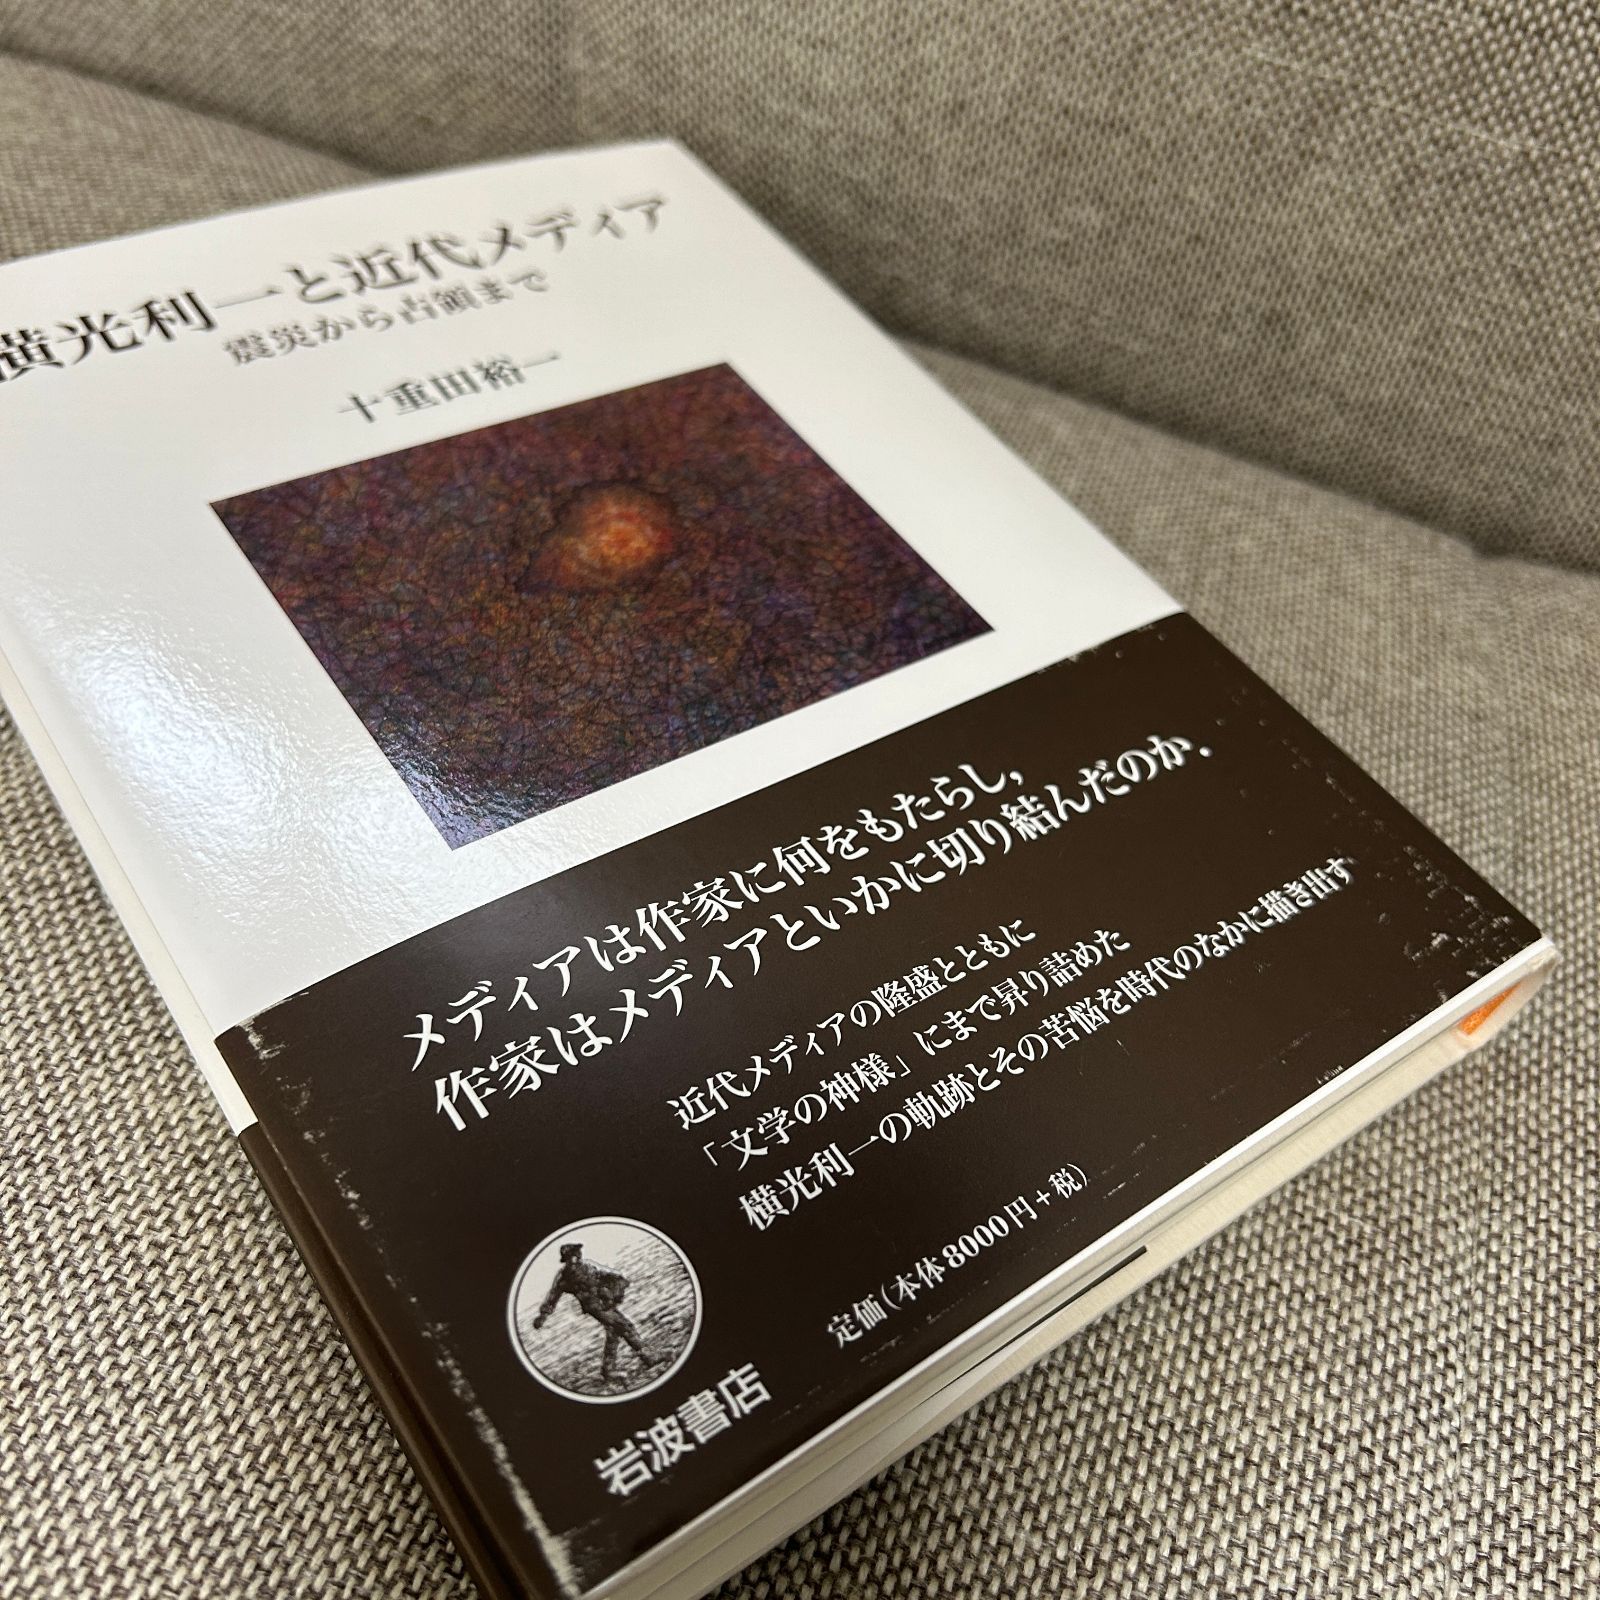 横光利一と近代メディア
震災から占領まで
十重田裕一
メディアは作家に何をもたらし,
作家はメディアといかに切り結んだのか.
近代メディアの隆盛とともに
「文学の神様」にまで昇り詰めた
横光利一の軌跡とその苦悩を時代のなかに描き出す
定価(本体8000円+税)
岩波書店